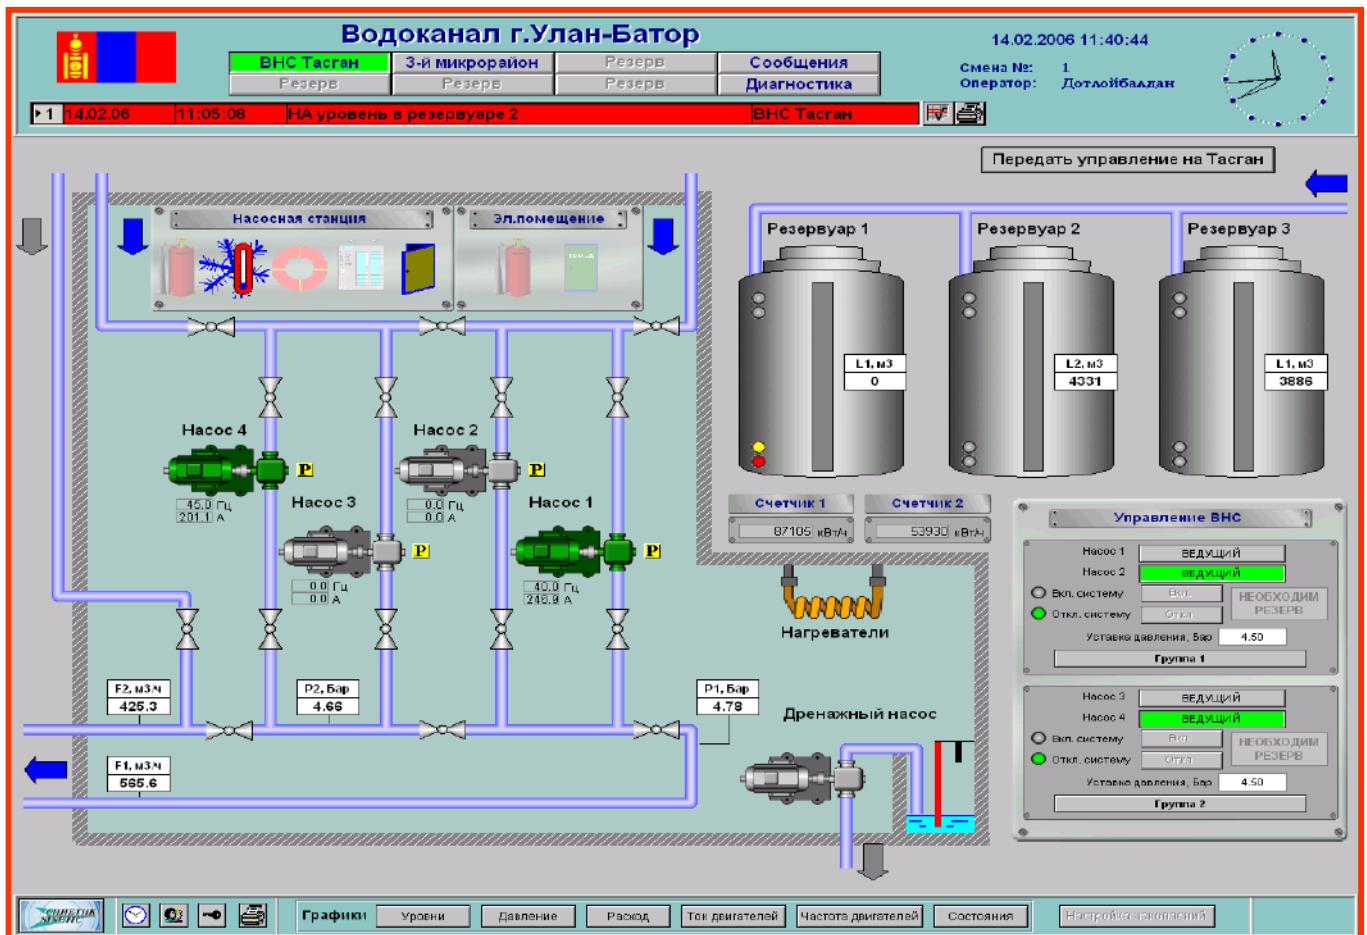 Водоканал г.Улан-Батор
14.02.2006 11:40:44
ВНС Тасган
3-й микрорайон
Резерв
Сообщения
Резерв
Резерв
Резерв
Диагностика
Смена №: 1
Оператор: Дотлойбалдан
1 14.02.06 11:05:08 НА уровень в резервуаре 2 ВНС Тасган
Передать управление на Тасган
Насосная станция
Эл.помещение
Резервуар 1
Резервуар 2
Резервуар 3
L1, м3
0
L2, м3
4331
L1, м3
3886
Насос 4
P
45.0 Гц
201.1 А
Насос 2
P
0.0 Гц
0.0 А
Насос 3
P
0.0 Гц
0.0 А
Насос 1
P
40.0 Гц
246.9 А
Счетчик 1
87105 кВт/ч
Счетчик 2
53930 кВт/ч
Нагреватели
Управление ВНС
Насос 1 ВЕДУЩИЙ
Насос 2 ВЕДУЩИЙ
Вкл. систему Вкл.
Откл. систему Откл.
НЕОБХОДИМ
РЕЗЕРВ
Уставка давления, Бар 4.50
Группа 1
Насос 3 ВЕДУЩИЙ
Насос 4 ВЕДУЩИЙ
Вкл. систему Вкл.
Откл. систему Откл.
НЕОБХОДИМ
РЕЗЕРВ
Уставка давления, Бар 4.50
Группа 2
F2, м3/ч
425.3
P2, Бар
4.66
P1, Бар
4.78
F1, м3/ч
565.6
Дренажный насос
Графики
Уровни
Давление
Расход
Ток двигателей
Частота двигателей
Состояния
Настройка накоплений